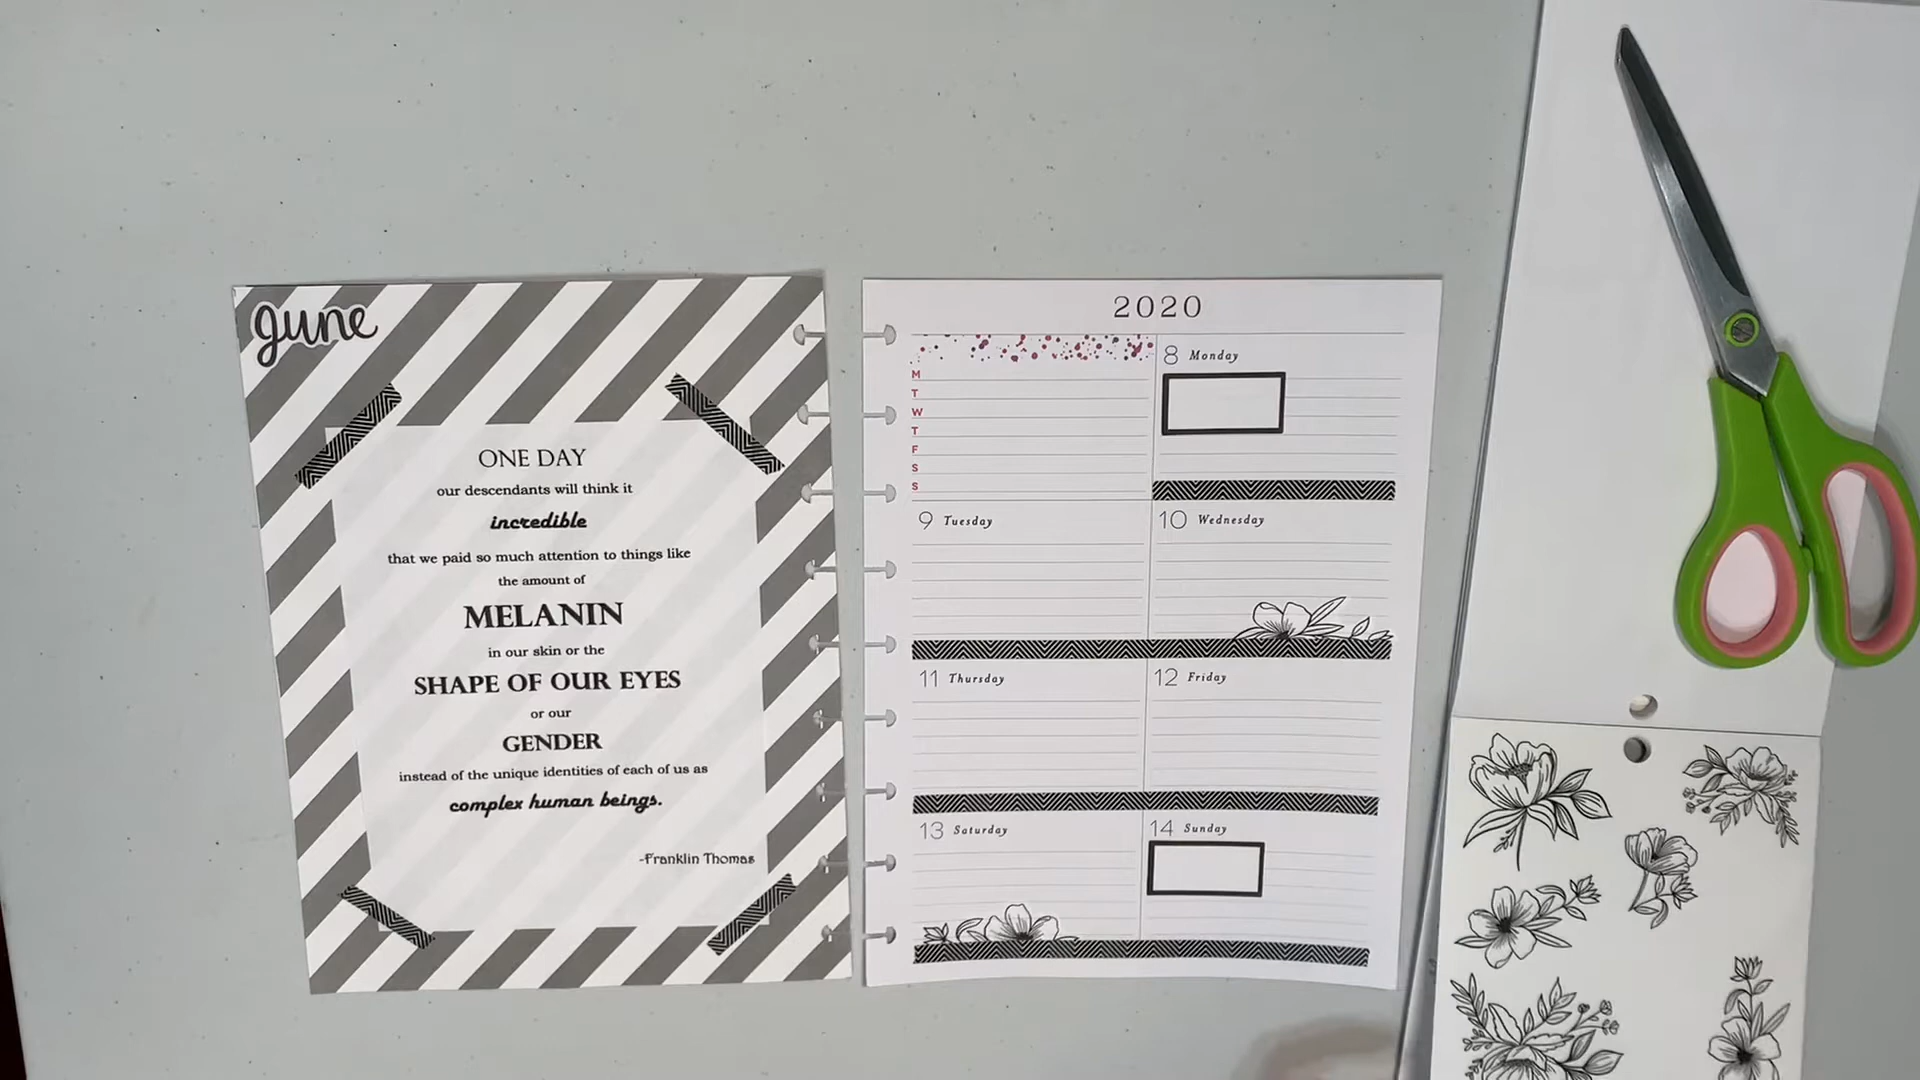 june
ONE DAY
our descendants will think it
incredible
that we paid so much attention to things like
the amount of
MELANIN
in our skin or the
SHAPE OF OUR EYES
or our
GENDER
instead of the unique identities of each of us as
complex human beings.
-Franklin Thomas
2020
M
T
W
T
F
S
S
8 Monday
9 Tuesday
10 Wednesday
11 Thursday
12 Friday
13 Saturday
14 Sunday